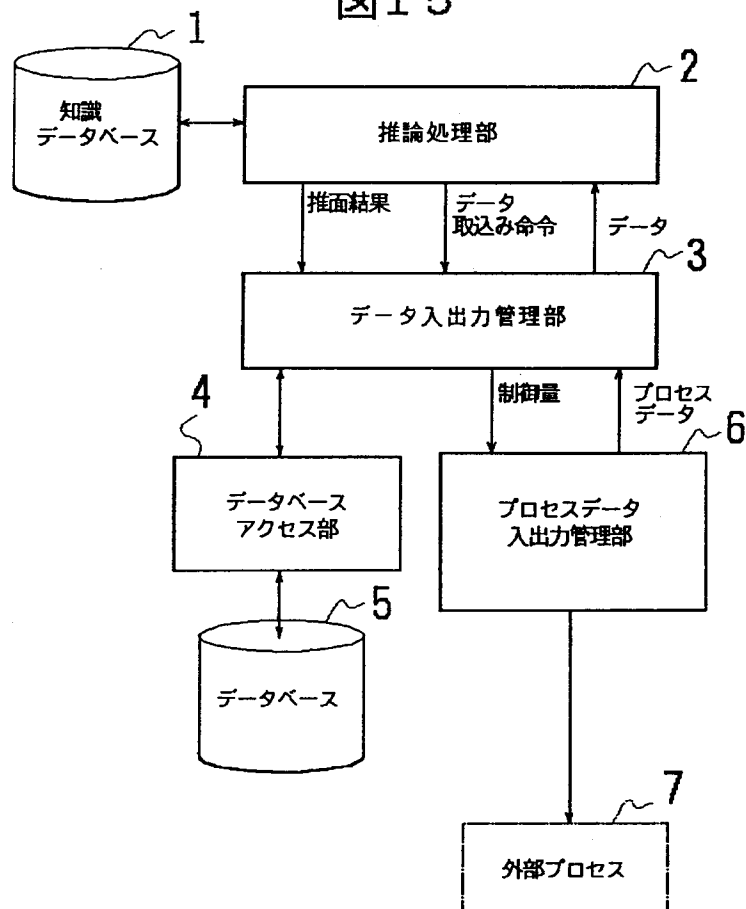 図15
1
知識
データベース
2
推論処理部
推面結果
データ
取込み命令
データ
3
データ入出力管理部
制御量
プロセス
データ
4
データベース
アクセス部
6
プロセスデータ
入出力管理部
5
データベース
7
外部プロセス